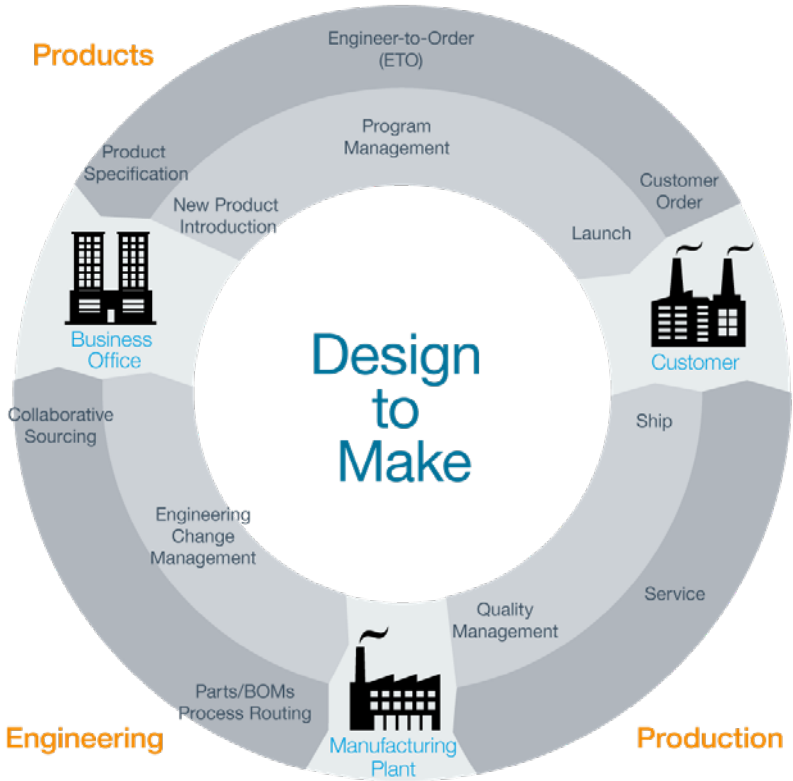 Products
Engineer-to-Order
(ETO)
Program
Management
Product
Specification
Customer
Order
New Product
Introduction
Launch
Business
Office
Design
to
Make
Customer
Collaborative
Sourcing
Ship
Engineering
Change
Management
Service
Quality
Management
Parts/BOMs
Process Routing
Engineering
Manufacturing
Plant
Production